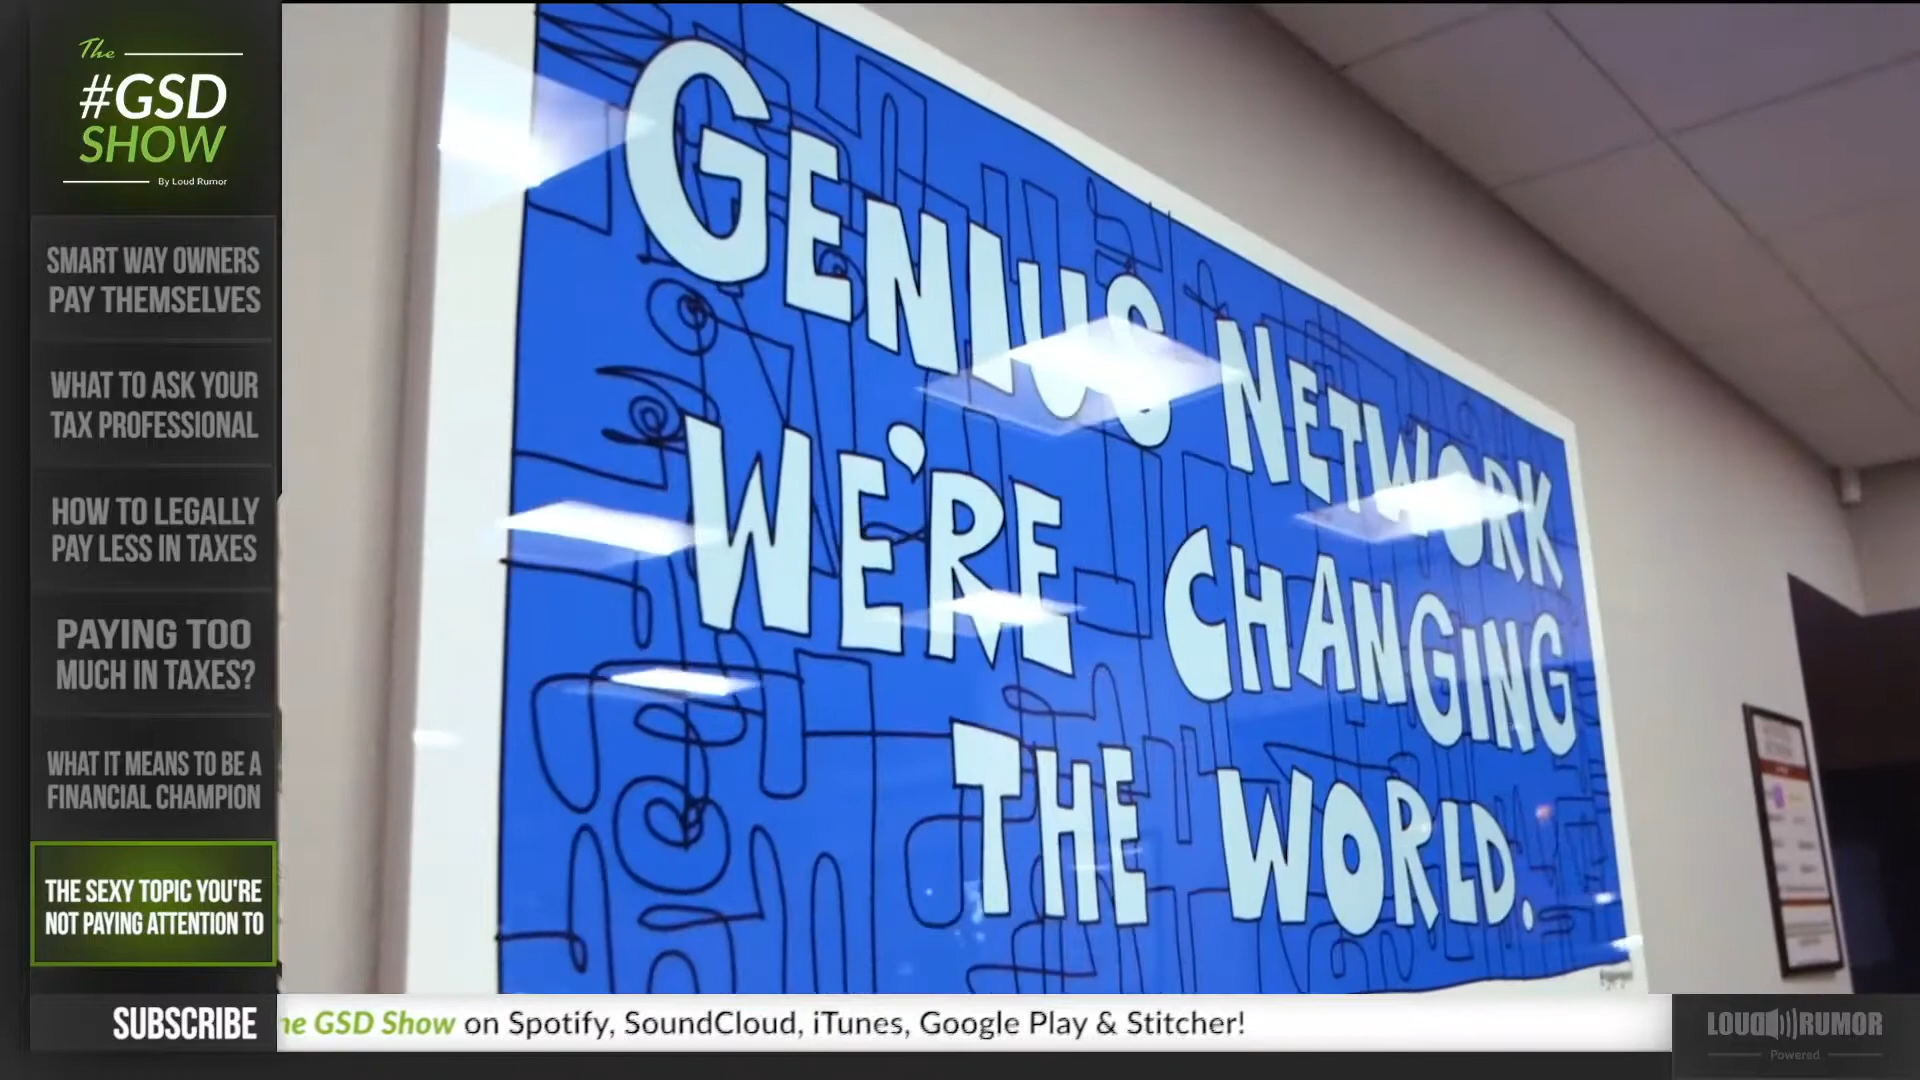 The
#GSD
SHOW
By Loud Rumor
SMART WAY OWNERS
PAY THEMSELVES
WHAT TO ASK YOUR
TAX PROFESSIONAL
HOW TO LEGALLY
PAY LESS IN TAXES
PAYING TOO
MUCH IN TAXES?
WHAT IT MEANS TO BE A
FINANCIAL CHAMPION
THE SEXY TOPIC YOU'RE
NOT PAYING ATTENTION TO
SUBSCRIBE
GENIUS NETWORK
WE'RE CHANGING
THE WORLD.
he GSD Show on Spotify, SoundCloud, iTunes, Google Play & Stitcher!
LOUD RUMOR
Powered